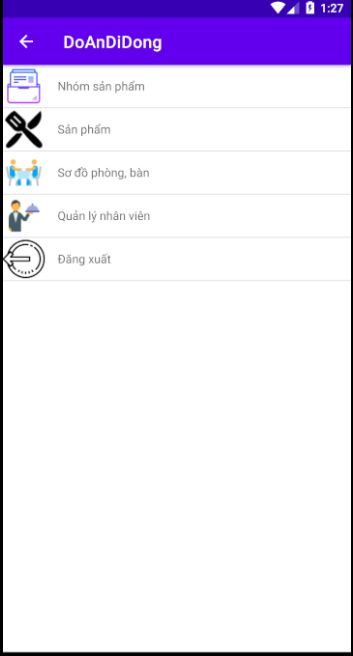 1:27
DoAnDiDong
Nhóm sản phẩm
Sản phẩm
Sơ đồ phòng, bàn
Quản lý nhân viên
Đăng xuất